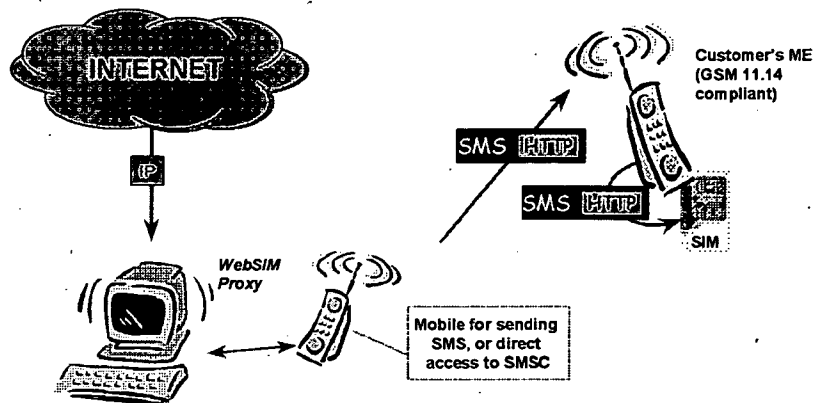 INTERNET
Customer's ME
(GSM 11.14
compliant)
SMS HTTP
IP
SMS HTTP
SIM
WebSIM
Proxy
Mobile for sending
SMS, or direct
access to SMSC